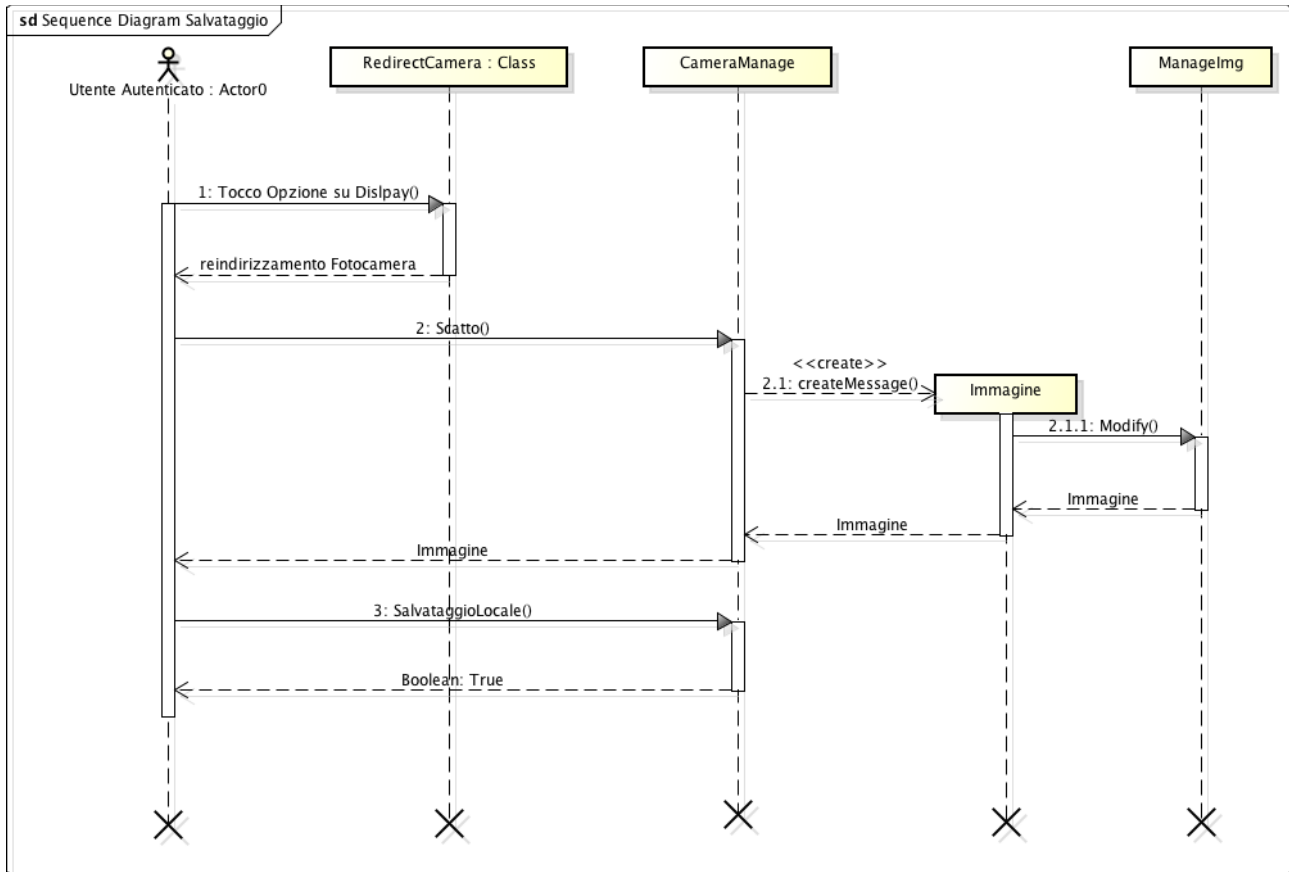 sd Sequence Diagram Salvataggio
Utente Autenticato : Actor0
RedirectCamera : Class
CameraManage
ManageImg
1: Tocco Opzione su Dislpay()
reindirizzamento Fotocamera
2: Scatto()
<<create>>
2.1: createMessage()
Immagine
2.1.1: Modify()
Immagine
Immagine
Immagine
3: SalvataggioLocale()
Boolean: True